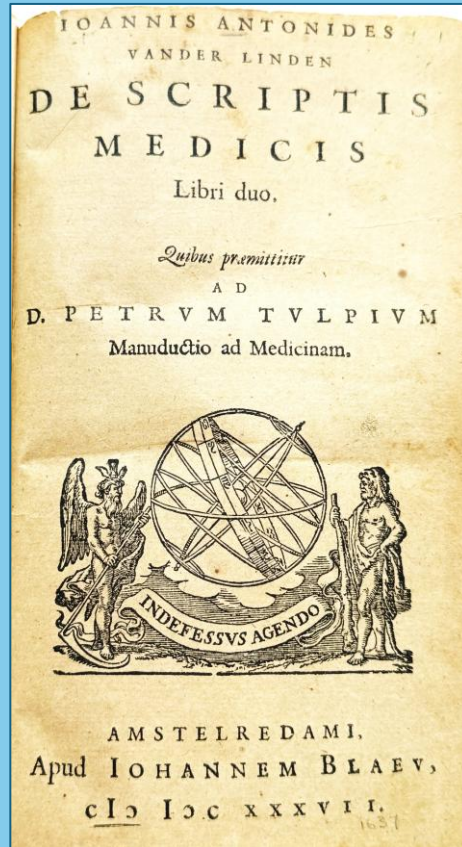 IOANNIS ANTONIDES
VANDER LINDEN
DE SCRIPTIS
MEDICIS
Libri duo.
Quibus præmittitur
AD
D. PETRVM TVLPIVM
Manuductio ad Medicinam.
INDEFESSVS AGENDO
AMSTELREDAMI,
Apud IOHANNEM BLAEV,
cIↄ Iↄc XXXVII.
1637